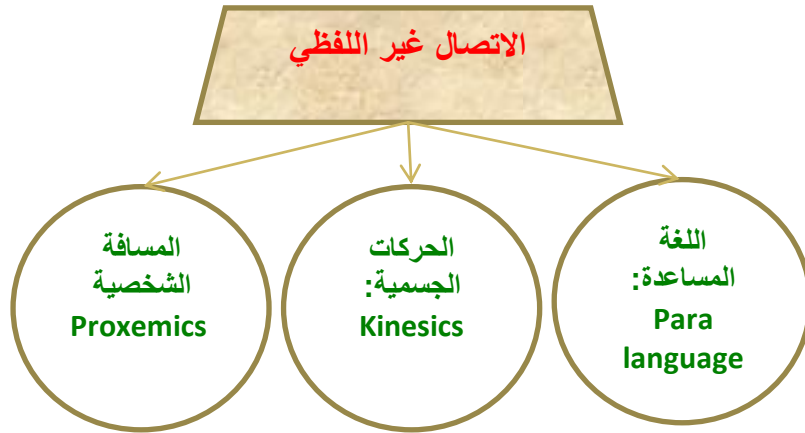 الاتصال غير اللفظي
اللغة
المساعدة:
Para
language
الحركات
الجسمية:
Kinesics
المسافة
الشخصية
Proxemics